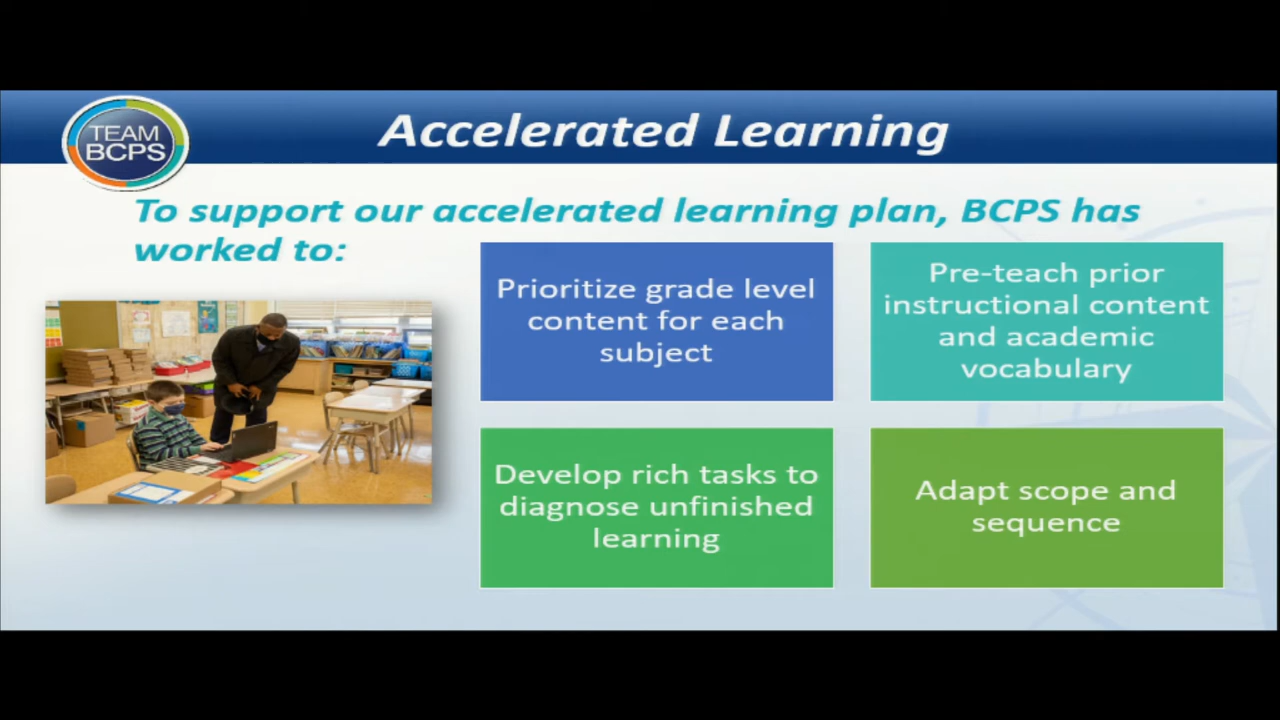 TEAM
BCPS
Accelerated Learning
To support our accelerated learning plan, BCPS has
worked to:
Prioritize grade level
content for each
subject
Pre-teach prior
instructional content
and academic
vocabulary
Develop rich tasks to
diagnose unfinished
learning
Adapt scope and
sequence